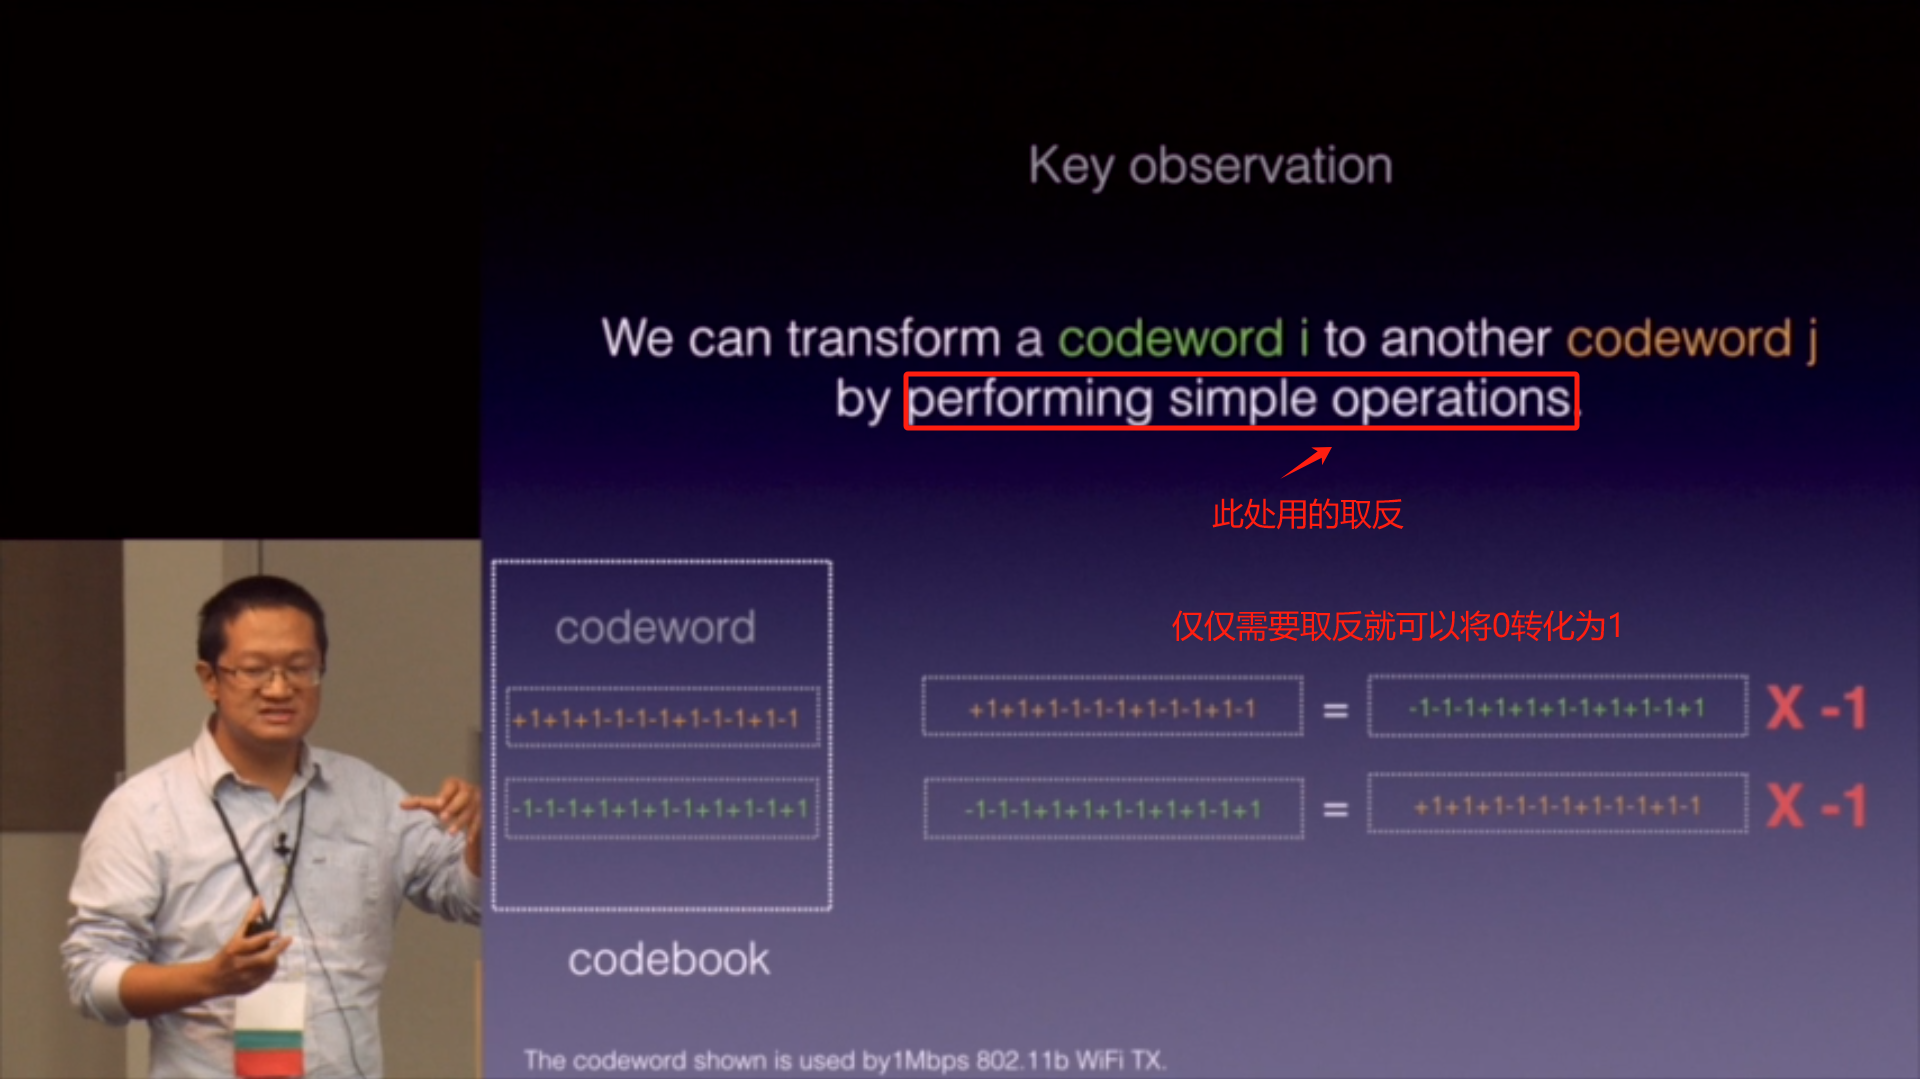 Key observation
We can transform a codeword i to another codeword j
by performing simple operations.
此处用的取反
仅仅需要取反就可以将0转化为1
codeword
+1+1+1-1-1-1+1-1-1+1-1
-1-1-1+1+1+1-1+1+1-1+1
codebook
+1+1+1-1-1-1+1-1-1+1-1 = -1-1-1+1+1+1-1+1+1-1+1 X -1
-1-1-1+1+1+1-1+1+1-1+1 = +1+1+1-1-1-1+1-1-1+1-1 X -1
The codeword shown is used by1Mbps 802.11b WiFi TX.